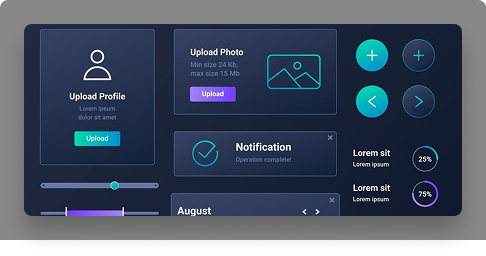 Upload Profile
Lorem ipsum
dolor sit amet
Upload
Upload Photo
Min size 24 Kb,
max size 15 Mb
Upload
Notification
Operation complete!
August
Lorem sit
Lorem ipsum
25%
Lorem sit
Lorem ipsum
75%